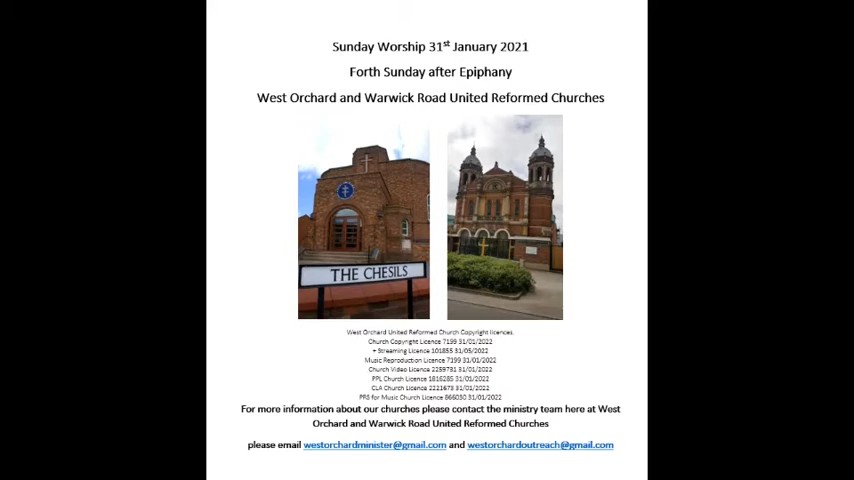 Sunday Worship 31st January 2021
Forth Sunday after Epiphany
West Orchard and Warwick Road United Reformed Churches
THE CHESILS
West Orchard United Reformed Church Copyright licences.
Church Copyright Licence 7199 31/01/2022
+ Streaming Licence 101855 31/05/2022
Music Reproduction Licence 7199 31/01/2022
Church Video Licence 2259731 31/01/2022
PPL Church Licence 1816285 31/01/2022
CLA Church Licence 2221673 31/01/2022
PRS for Music Church Licence 866030 31/01/2022
For more information about our churches please contact the ministry team here at West
Orchard and Warwick Road United Reformed Churches
please email westorchardminister@gmail.com and westorchardoutreach@gmail.com